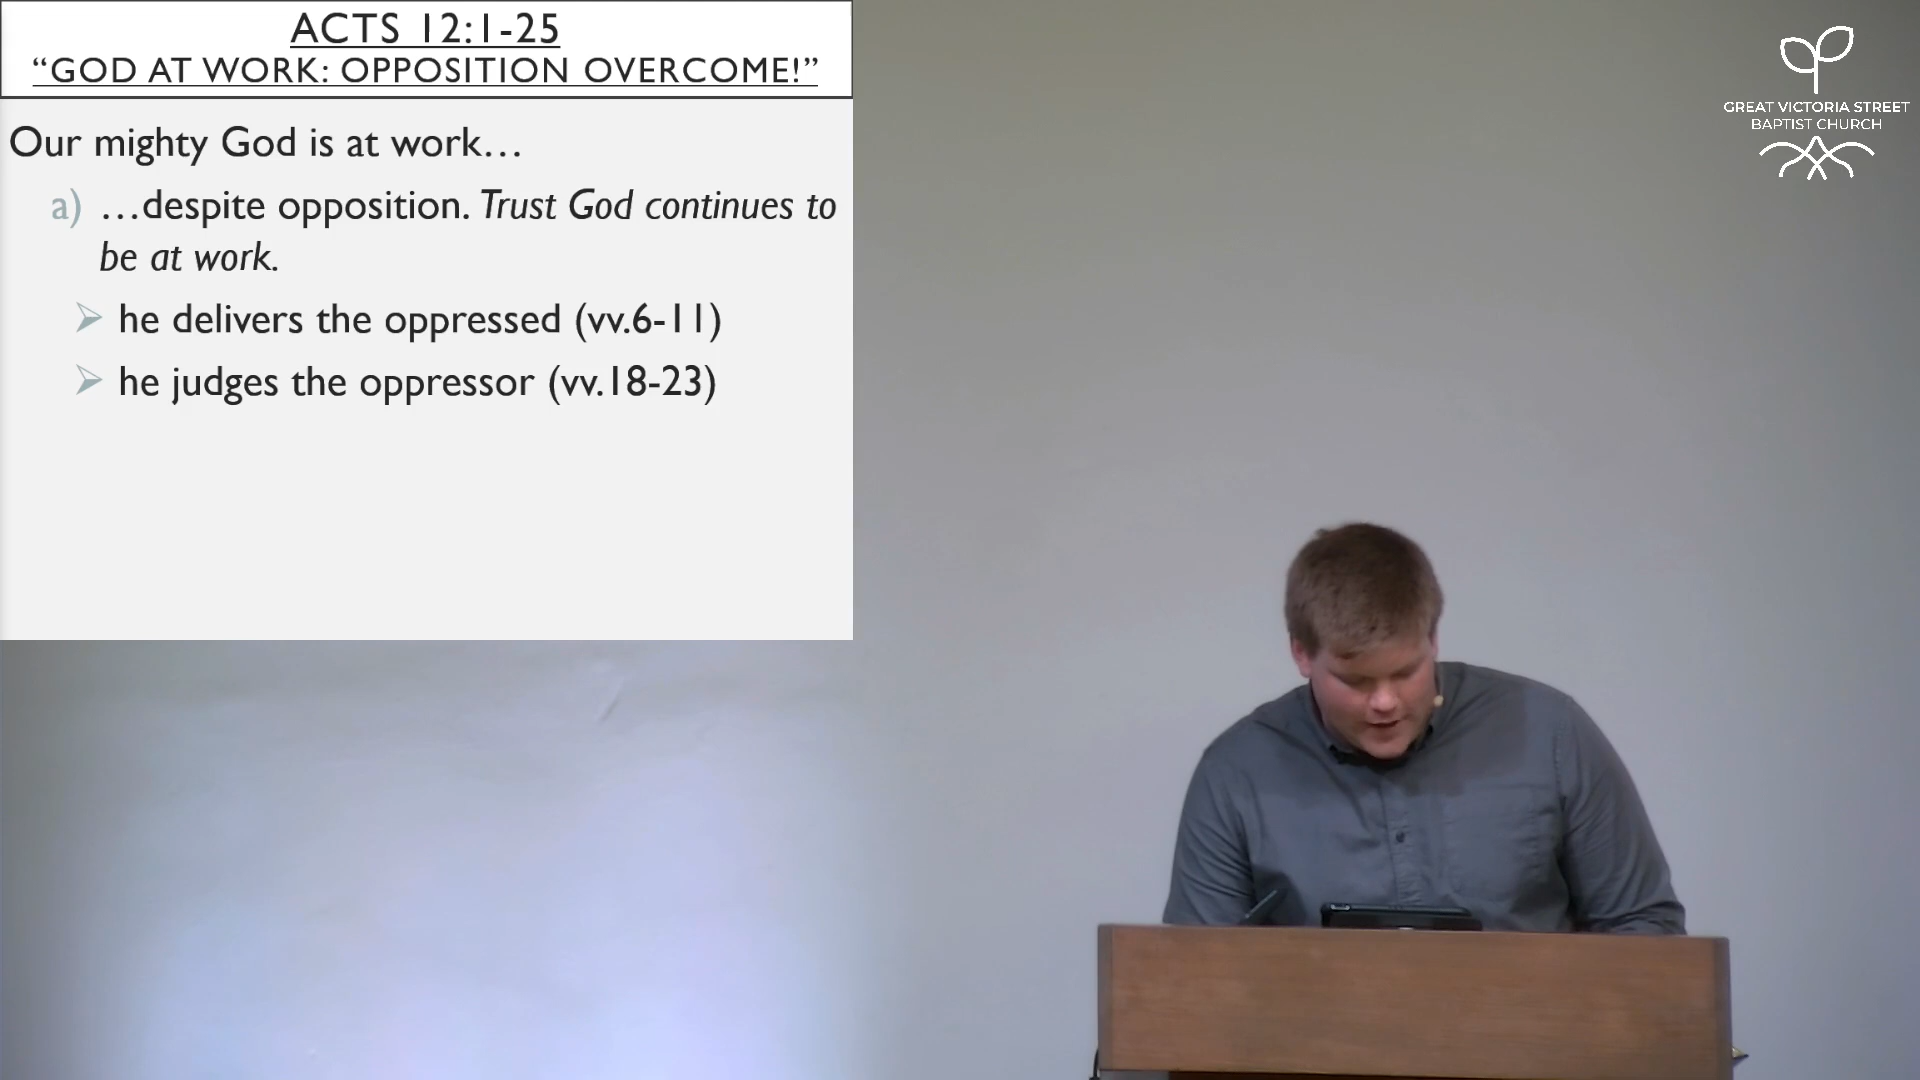 ACTS 12:1-25
“GOD AT WORK: OPPOSITION OVERCOME!”
Our mighty God is at work…
a) …despite opposition. Trust God continues to
be at work.
➢ he delivers the oppressed (vv.6-11)
➢ he judges the oppressor (vv.18-23)
GREAT VICTORIA STREET
BAPTIST CHURCH